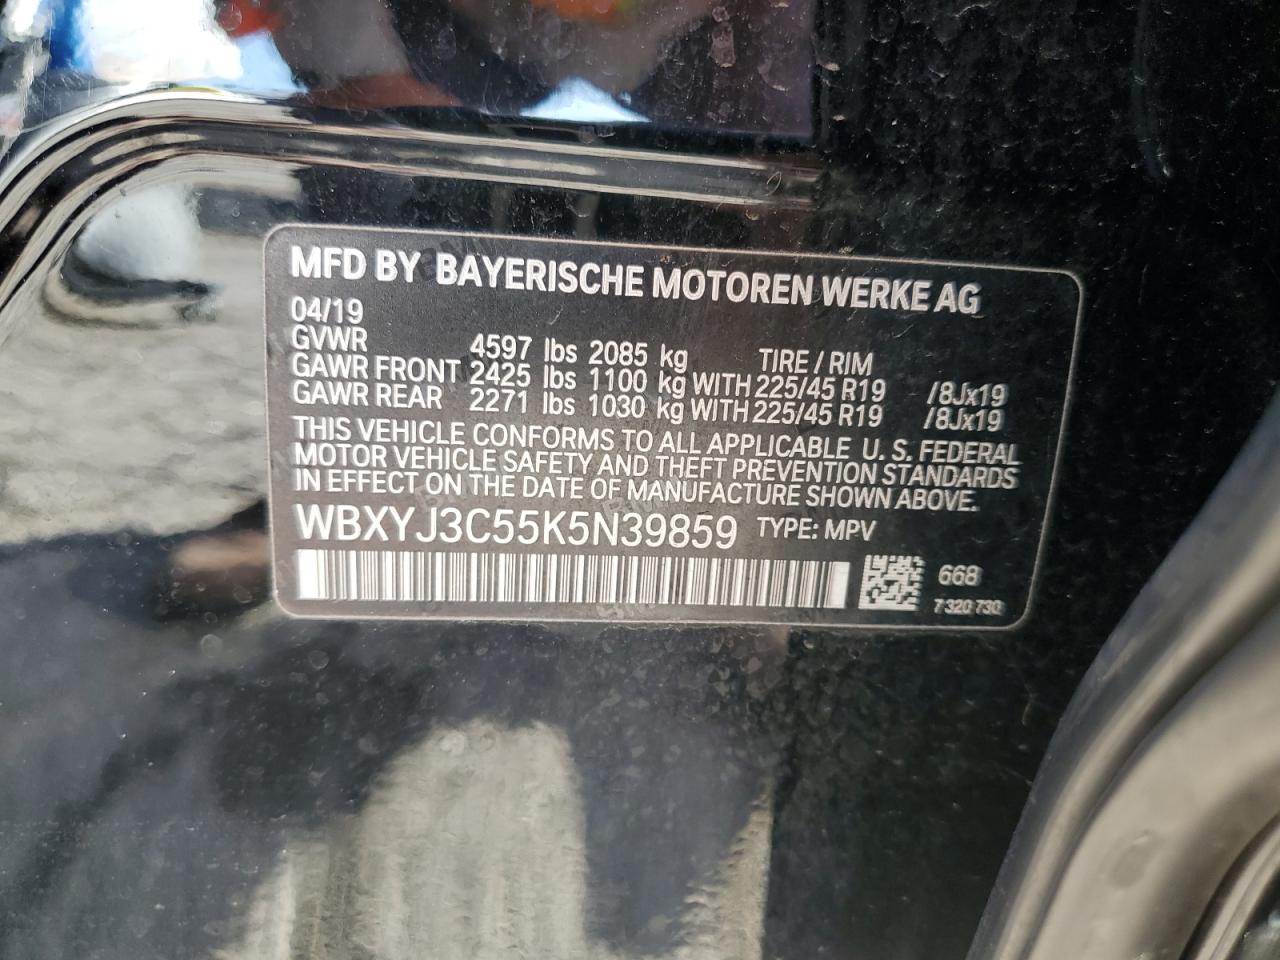 MFD BY BAYERISCHE MOTOREN WERKE AG
04/19
GVWR 4597 lbs 2085 kg TIRE / RIM
GAWR FRONT 2425 lbs 1100 kg WITH 225/45 R19 /8Jx19
GAWR REAR 2271 lbs 1030 kg WITH 225/45 R19 /8Jx19
THIS VEHICLE CONFORMS TO ALL APPLICABLE U. S. FEDERAL
MOTOR VEHICLE SAFETY AND THEFT PREVENTION STANDARDS
IN EFFECT ON THE DATE OF MANUFACTURE SHOWN ABOVE.
WBXYJ3C55K5N39859 TYPE: MPV
668
7 320 730